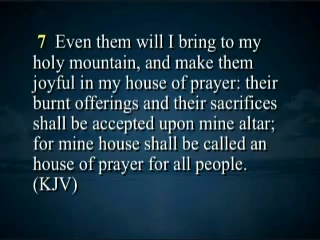 7 Even them will I bring to my
holy mountain, and make them
joyful in my house of prayer: their
burnt offerings and their sacrifices
shall be accepted upon mine altar;
for mine house shall be called an
house of prayer for all people.
(KJV)